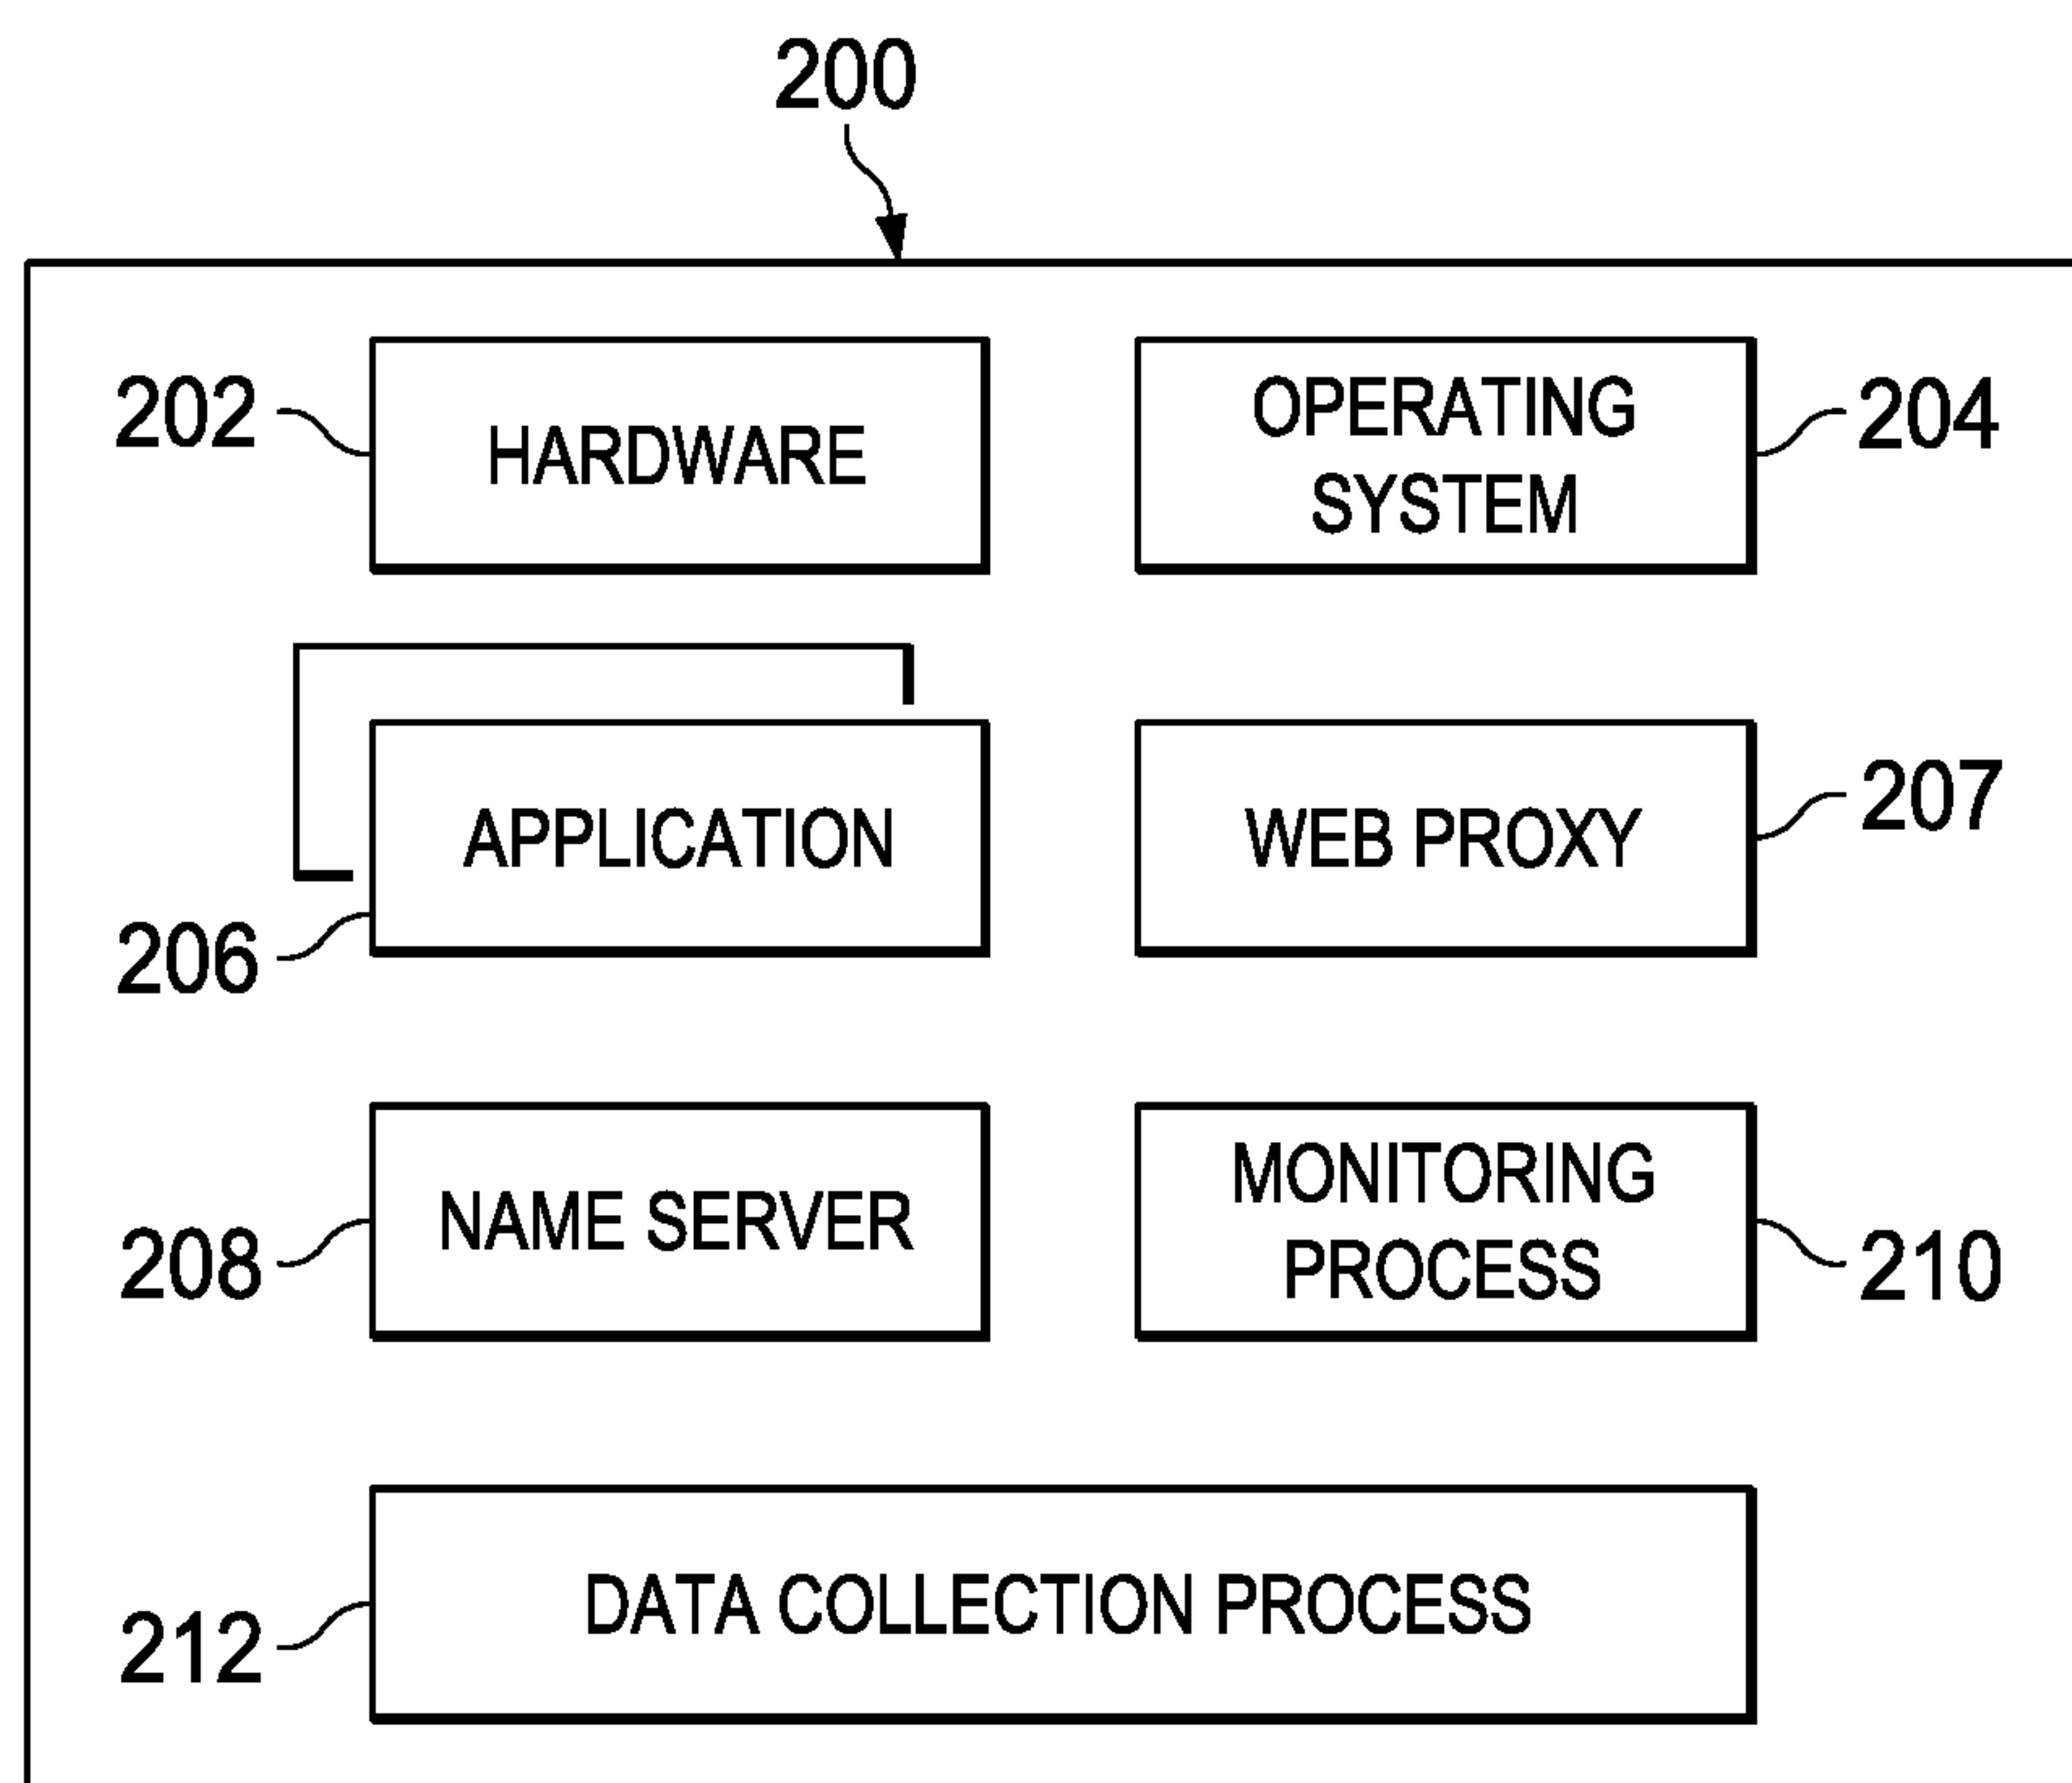 200
202
HARDWARE
OPERATING
SYSTEM
204
APPLICATION
206
WEB PROXY
207
NAME SERVER
208
MONITORING
PROCESS
210
DATA COLLECTION PROCESS
212